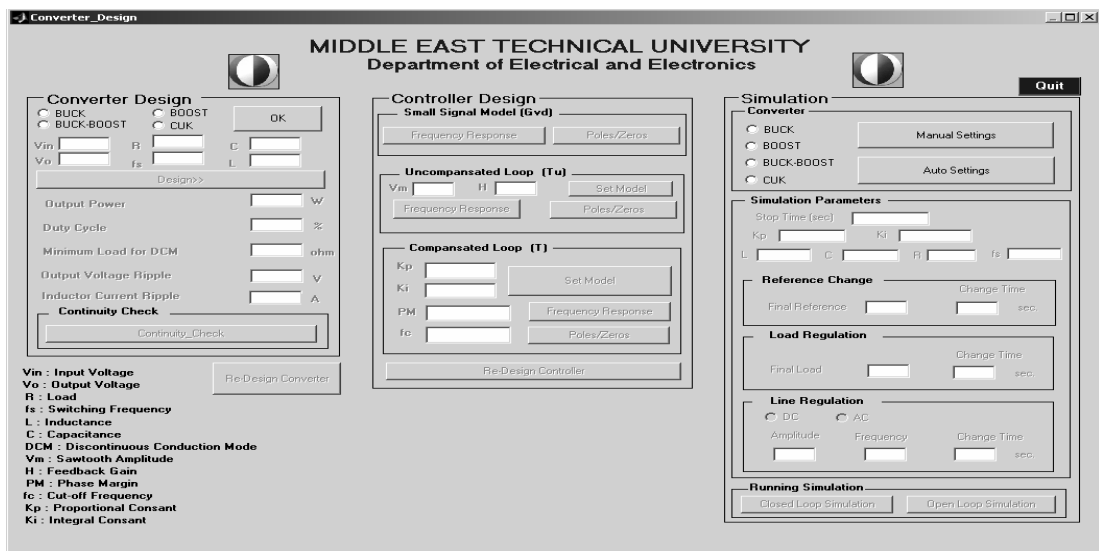 Converter_Design
MIDDLE EAST TECHNICAL UNIVERSITY
Department of Electrical and Electronics
Quit
Converter Design
BUCK BOOST
BUCK-BOOST CUK
OK
Vin R C
Vo fs L
Design>>
Output Power W
Duty Cycle %
Minimum Load for DCM ohm
Output Voltage Ripple V
Inductor Current Ripple A
Continuity Check
Continuity_Check
Re-Design Converter
Vin : Input Voltage
Vo : Output Voltage
R : Load
fs : Switching Frequency
L : Inductance
C : Capacitance
DCM : Discontinuous Conduction Mode
Vm : Sawtooth Amplitude
H : Feedback Gain
PM : Phase Margin
fc : Cut-off Frequency
Kp : Proportional Consant
Ki : Integral Consant
Controller Design
Small Signal Model (Gvd)
Frequency Response Poles/Zeros
Uncompansated Loop (Tu)
Vm H Set Model
Frequency Response Poles/Zeros
Compansated Loop (T)
Kp
Ki
Set Model
PM Frequency Response
fc Poles/Zeros
Re-Design Controller
Simulation
Converter
BUCK
BOOST
BUCK-BOOST
CUK
Manual Settings
Auto Settings
Simulation Parameters
Stop Time (sec)
Kp Ki
L C R fs
Reference Change
Change Time
Final Reference sec.
Load Regulation
Change Time
Final Load sec.
Line Regulation
DC AC
Amplitude Frequency Change Time
sec.
Running Simulation
Closed Loop Simulation Open Loop Simulation